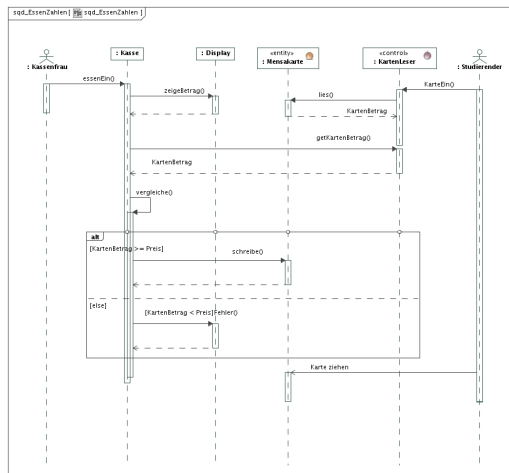 sqd_EssenZahlen [ sqd_EssenZahlen ]
: Kassenfrau
: Kasse
: Display
«entity»
: Mensakarte
«control»
: KartenLeser
: Studierender
essenEin()
zeigeBetrag()
lies()
KarteEin()
KartenBetrag
getKartenBetrag()
KartenBetrag
vergleiche()
alt
[KartenBetrag >= Preis]
schreibe()
[else]
[KartenBetrag < Preis]Fehler()
Karte ziehen